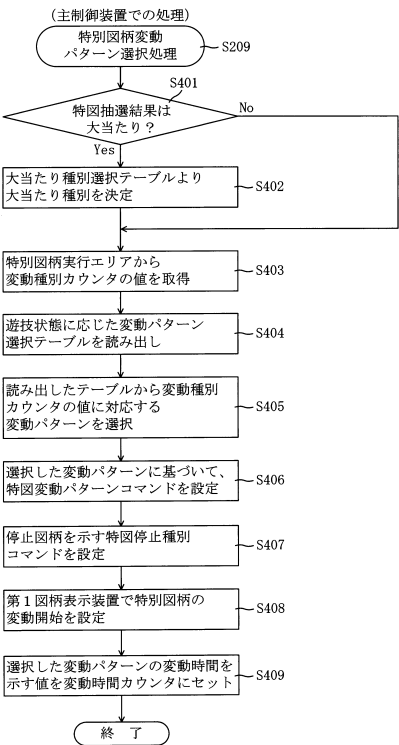 (主制御装置での処理)
特別図柄変動
パターン選択処理
S209
S401
特図抽選結果は
大当たり?
No
Yes
大当たり種別選択テーブルより
大当たり種別を決定
S402
特別図柄実行エリアから
変動種別カウンタの値を取得
S403
遊技状態に応じた変動パターン
選択テーブルを読み出し
S404
読み出したテーブルから変動種別
カウンタの値に対応する
変動パターンを選択
S405
選択した変動パターンに基づいて、
特図変動パターンコマンドを設定
S406
停止図柄を示す特図停止種別
コマンドを設定
S407
第1図柄表示装置で特別図柄の
変動開始を設定
S408
選択した変動パターンの変動時間を
示す値を変動時間カウンタにセット
S409
終 了